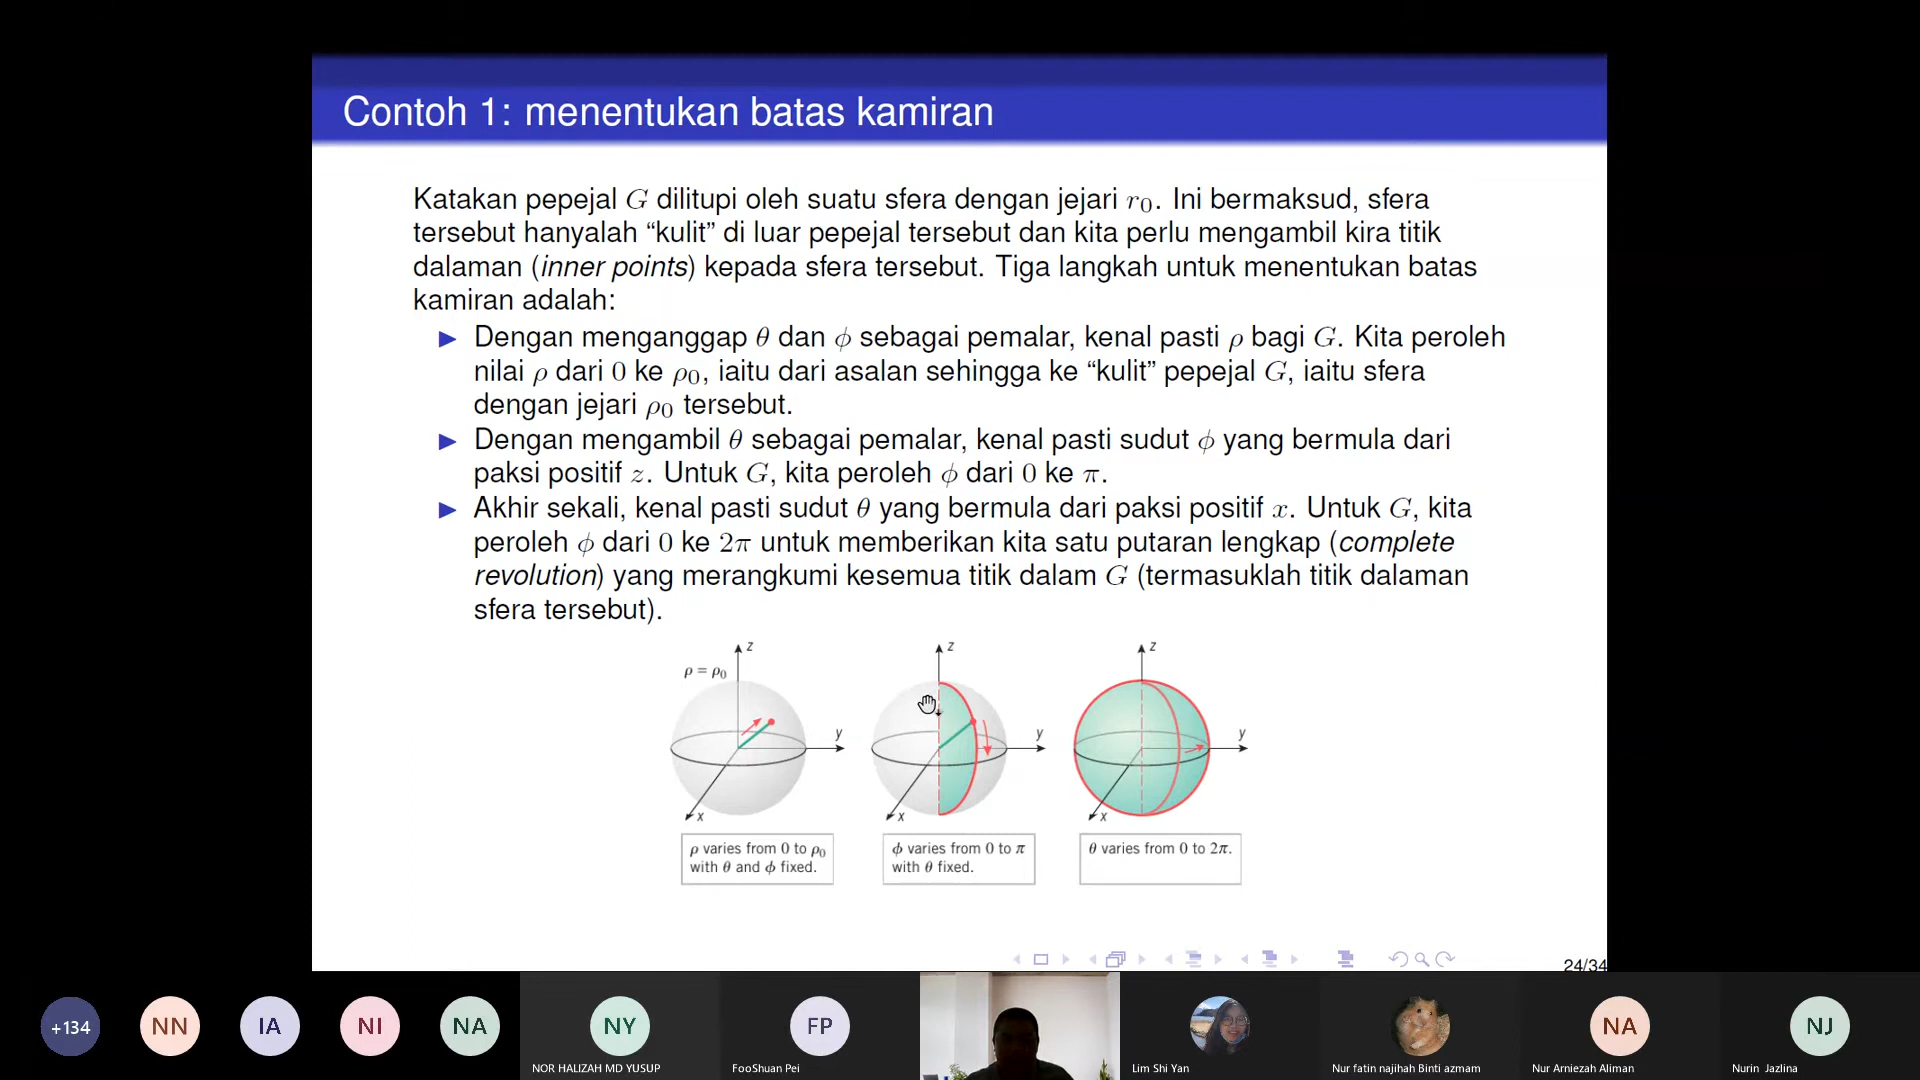 Contoh 1: menentukan batas kamiran
Katakan pepejal G dilitupi oleh suatu sfera dengan jejari r₀. Ini bermaksud, sfera
tersebut hanyalah “kulit” di luar pepejal tersebut dan kita perlu mengambil kira titik
dalaman (inner points) kepada sfera tersebut. Tiga langkah untuk menentukan batas
kamiran adalah:
▶ Dengan menganggap θ dan ϕ sebagai pemalar, kenal pasti ρ bagi G. Kita peroleh
nilai ρ dari 0 ke ρ₀, iaitu dari asalan sehingga ke “kulit” pepejal G, iaitu sfera
dengan jejari ρ₀ tersebut.
▶ Dengan mengambil θ sebagai pemalar, kenal pasti sudut ϕ yang bermula dari
paksi positif z. Untuk G, kita peroleh ϕ dari 0 ke π.
▶ Akhir sekali, kenal pasti sudut θ yang bermula dari paksi positif x. Untuk G, kita
peroleh ϕ dari 0 ke 2π untuk memberikan kita satu putaran lengkap (complete
revolution) yang merangkumi kesemua titik dalam G (termasuklah titik dalaman
sfera tersebut).
z
ρ = ρ₀
y
x
z
y
x
z
y
x
ρ varies from 0 to ρ₀
with θ and ϕ fixed.
ϕ varies from 0 to π
with θ fixed.
θ varies from 0 to 2π.
24/34
+134
NN
IA
NI
NA
NY
NOR HALIZAH MD YUSUP
FP
FooShuan Pei
Lim Shi Yan
Nur fatin najihah Binti azmam
NA
Nur Arniezah Aliman
NJ
Nurin Jazlina